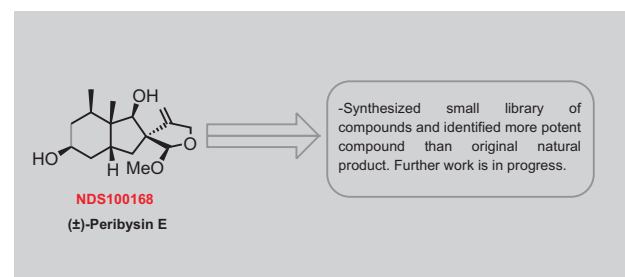 OH
O
HO
H
MeO
NDS100168
(±)-Peribysin E
-Synthesized small library of
compounds and identified more potent
compound than original natural
product. Further work is in progress.